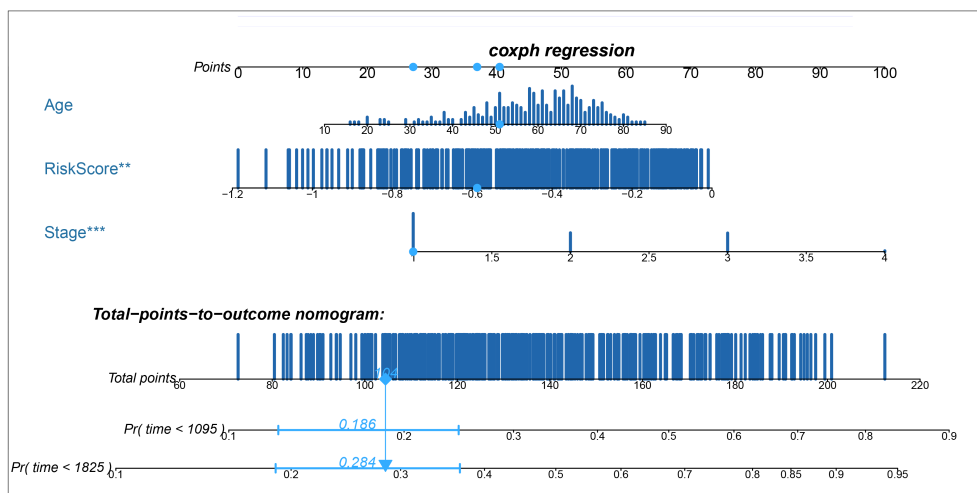 coxph regression
Points 0 10 20 30 40 50 60 70 80 90 100
Age
10 20 30 40 50 60 70 80 90
RiskScore**
−1.2 −1 −0.8 −0.6 −0.4 −0.2 0
Stage***
1.5 2 2.5 3 3.5 4
Total−points−to−outcome nomogram:
104
Total points 60 80 100 120 140 160 180 200 220
0.186
Pr( time < 1095 ) 0.1 0.2 0.3 0.4 0.5 0.6 0.7 0.8 0.9
0.284
Pr( time < 1825 ) 0.1 0.2 0.3 0.4 0.5 0.6 0.7 0.8 0.85 0.9 0.95